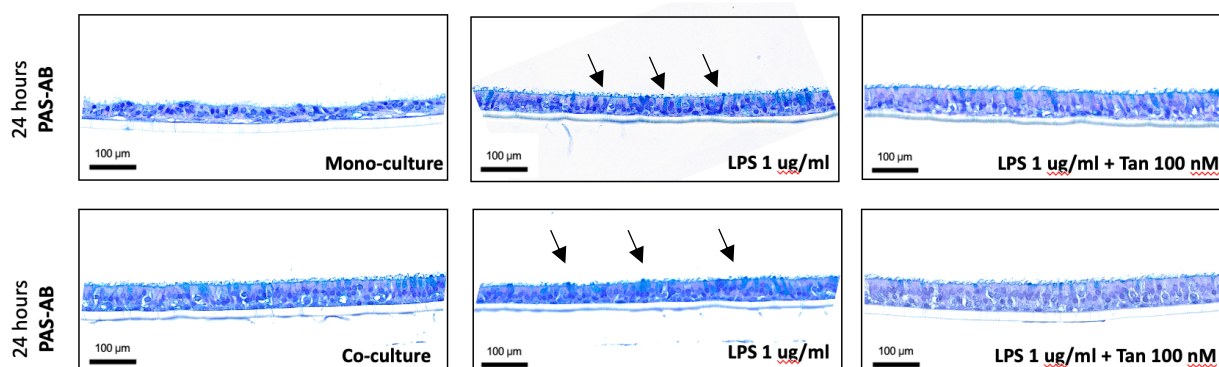 24 hours
PAS-AB
100 µm
Mono-culture
100 µm
LPS 1 ug/ml
100 µm
LPS 1 ug/ml + Tan 100 nM
24 hours
PAS-AB
100 µm
Co-culture
100 µm
LPS 1 ug/ml
100 µm
LPS 1 ug/ml + Tan 100 nM